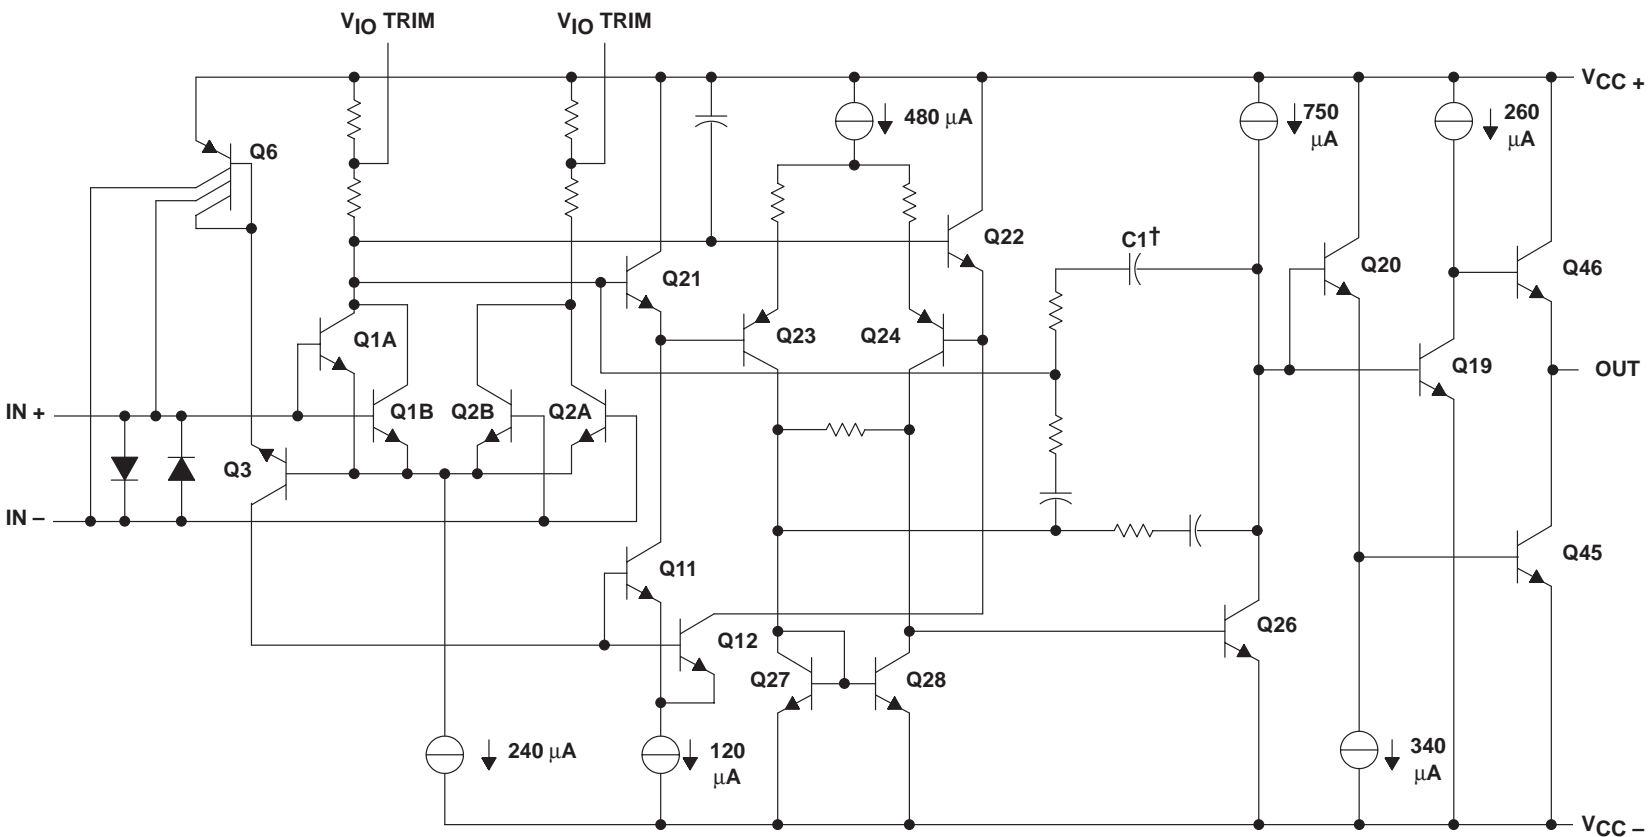 VIO TRIM
VIO TRIM
VCC +
480 μA
750
μA
260
μA
Q6
Q22
C1†
Q21
Q20
Q46
Q1A
Q23
Q24
Q19
OUT
IN +
Q1B
Q2B
Q2A
Q3
IN –
Q11
Q45
Q12
Q26
Q27
Q28
240 μA
120
μA
340
μA
VCC –